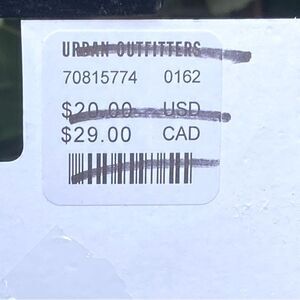 URBAN OUTFITTERS
70815774 0162
$20.00 USD
$29.00 CAD